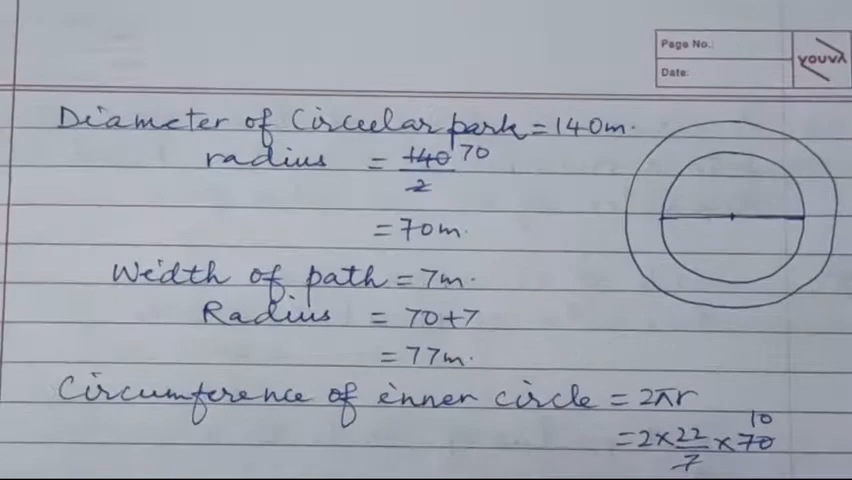 Page No.:
youva
Date:
Diameter of Circular park = 140m.
radius = 140 70
2
= 70m.
Width of path = 7m.
Radius = 70+7
= 77m.
Circumference of inner circle = 2πr
10
= 2 × 22/7 × 70